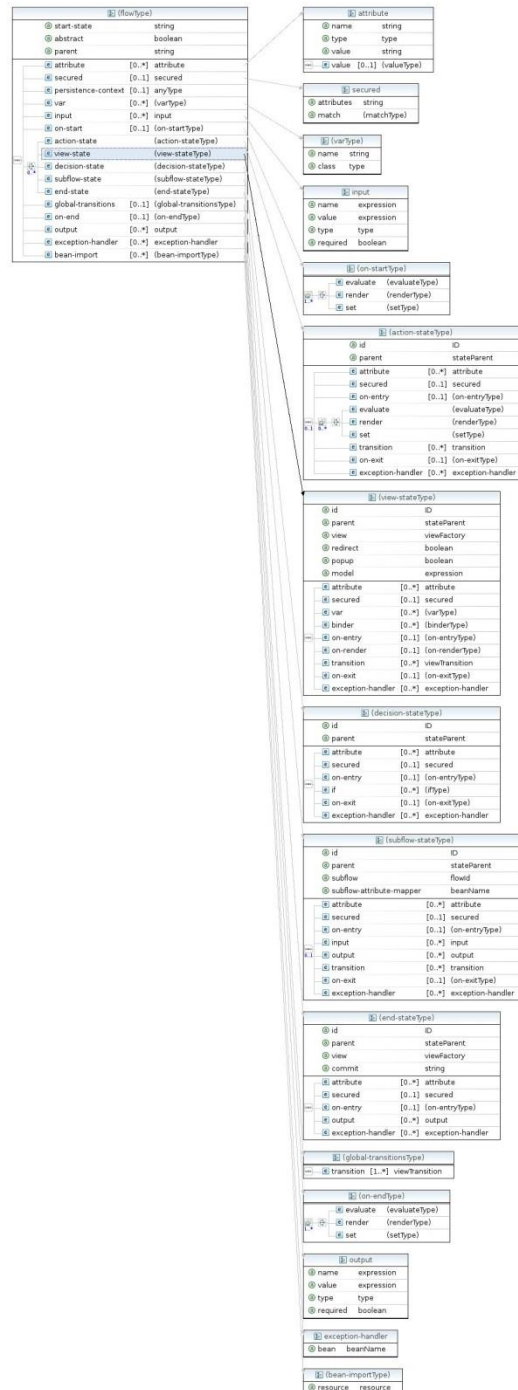 (flowType)
start-state string
abstract boolean
parent string
attribute [0..*] attribute
secured [0..1] secured
persistence-context [0..1] anyType
var [0..*] (varType)
input [0..*] input
on-start [0..1] (on-startType)
action-state (action-stateType)
view-state (view-stateType)
decision-state (decision-stateType)
0..*
subflow-state (subflow-stateType)
end-state (end-stateType)
global-transitions [0..1] (global-transitionsType)
on-end [0..1] (on-endType)
output [0..*] output
exception-handler [0..*] exception-handler
bean-import [0..*] (bean-importType)
attribute
name string
type type
value string
value [0..1] (valueType)
secured
attributes string
match (matchType)
(varType)
name string
class type
input
name expression
value expression
type type
required boolean
(on-startType)
evaluate (evaluateType)
render (renderType)
1..*
set (setType)
(action-stateType)
id ID
parent stateParent
attribute [0..*] attribute
secured [0..1] secured
on-entry [0..1] (on-entryType)
evaluate (evaluateType)
render (renderType)
0..1 0..*
set (setType)
transition [0..*] transition
on-exit [0..1] (on-exitType)
exception-handler [0..*] exception-handler
(view-stateType)
id ID
parent stateParent
view viewFactory
redirect boolean
popup boolean
model expression
attribute [0..*] attribute
secured [0..1] secured
var [0..*] (varType)
binder [0..*] (binderType)
on-entry [0..1] (on-entryType)
on-render [0..1] (on-renderType)
transition [0..*] viewTransition
on-exit [0..1] (on-exitType)
exception-handler [0..*] exception-handler
(decision-stateType)
id ID
parent stateParent
attribute [0..*] attribute
secured [0..1] secured
on-entry [0..1] (on-entryType)
if [0..*] (ifType)
on-exit [0..1] (on-exitType)
exception-handler [0..*] exception-handler
(subflow-stateType)
id ID
parent stateParent
subflow flowId
subflow-attribute-mapper beanName
attribute [0..*] attribute
secured [0..1] secured
on-entry [0..1] (on-entryType)
input [0..*] input
0..1
output [0..*] output
transition [0..*] transition
on-exit [0..1] (on-exitType)
exception-handler [0..*] exception-handler
(end-stateType)
id ID
parent stateParent
view viewFactory
commit string
attribute [0..*] attribute
secured [0..1] secured
on-entry [0..1] (on-entryType)
output [0..*] output
exception-handler [0..*] exception-handler
(global-transitionsType)
transition [1..*] viewTransition
(on-endType)
evaluate (evaluateType)
render (renderType)
1..*
set (setType)
output
name expression
value expression
type type
required boolean
exception-handler
bean beanName
(bean-importType)
resource resource